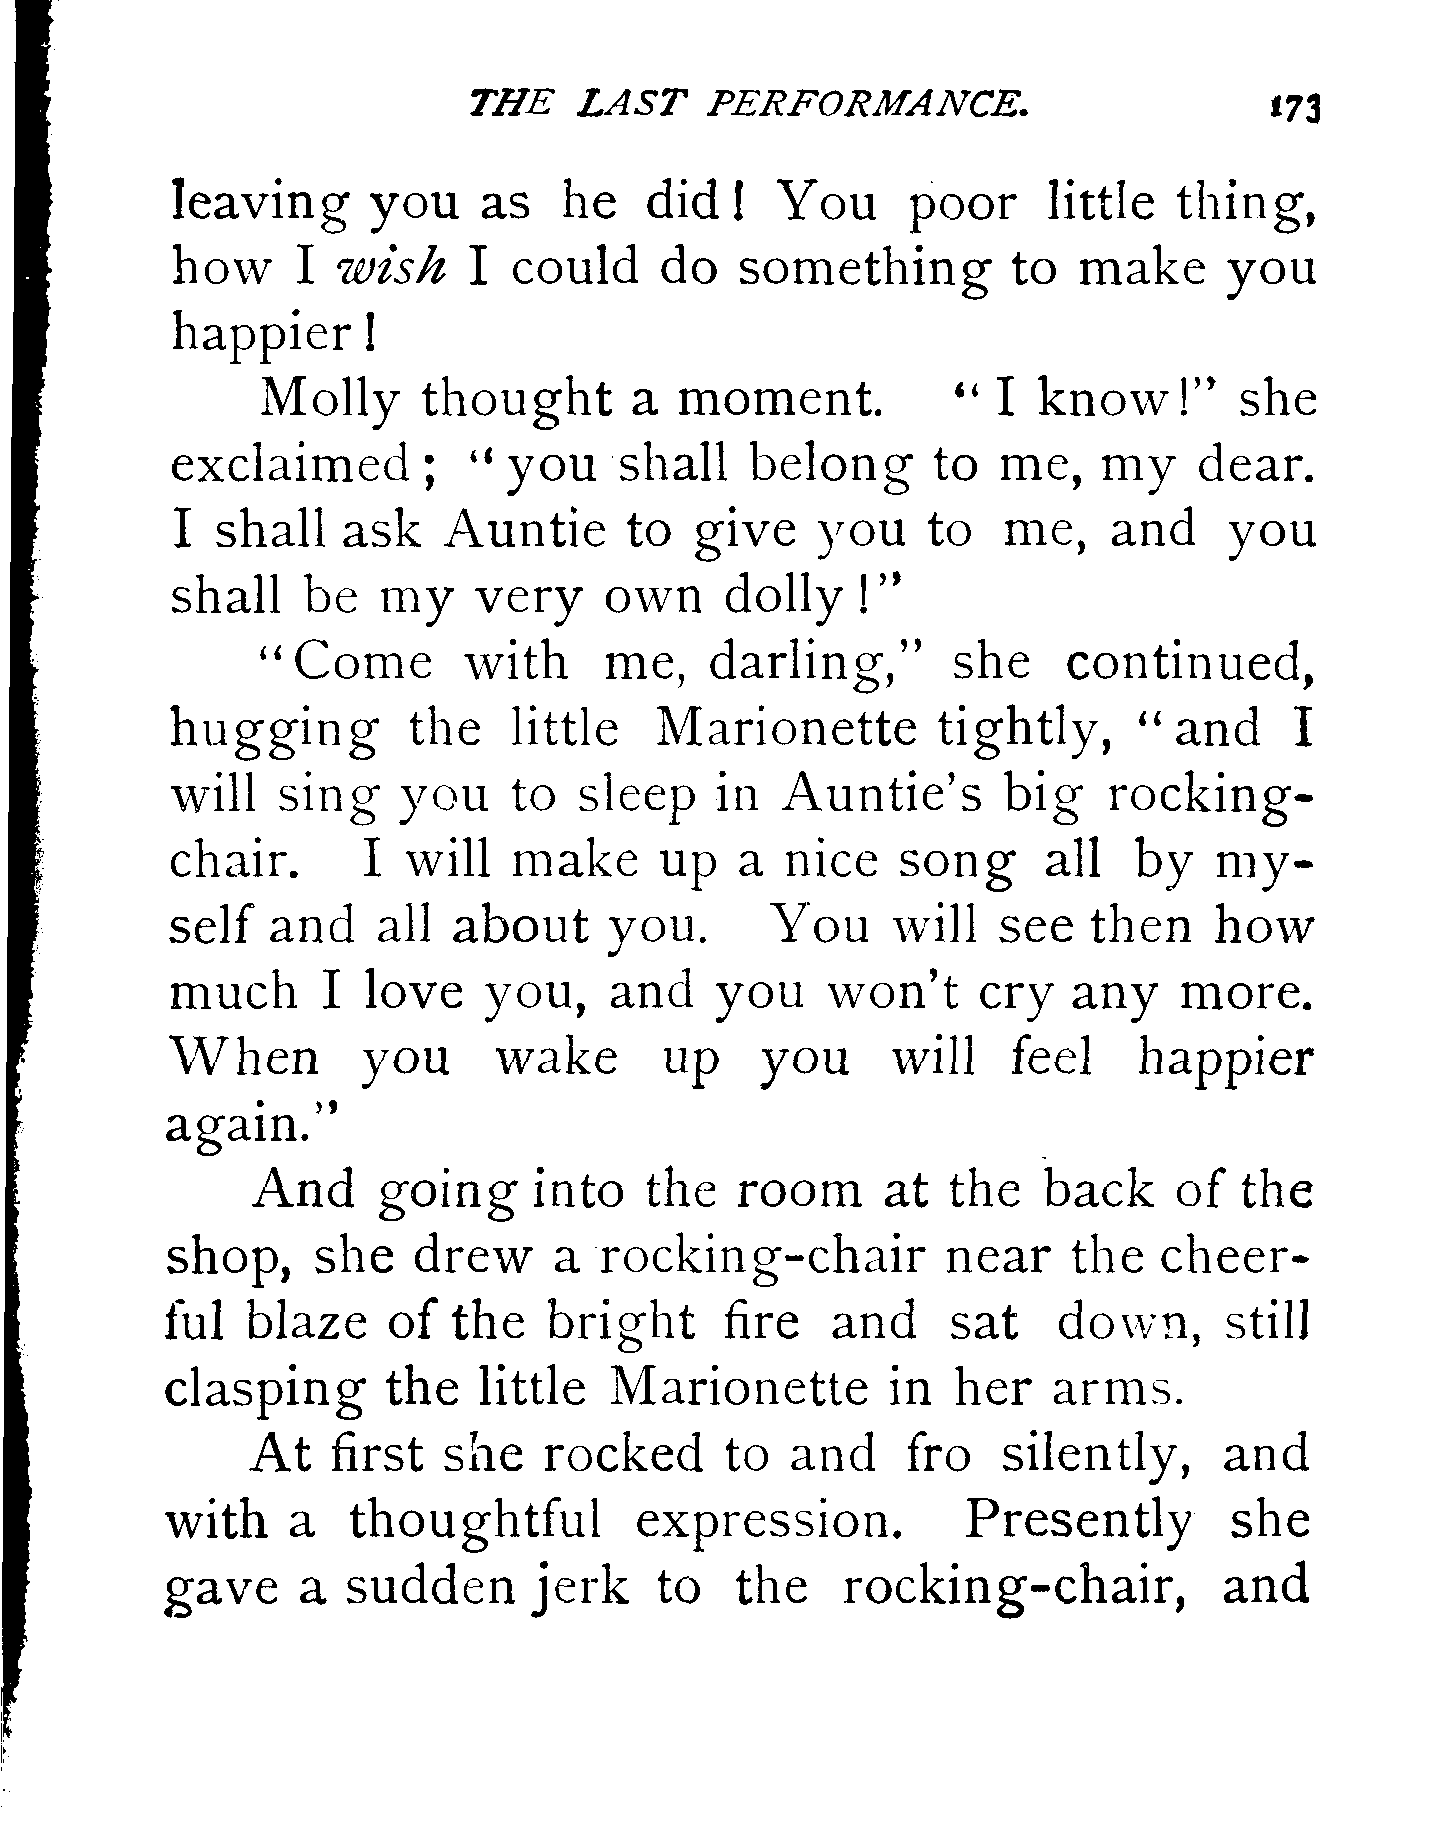 THE LAST PERFORMANCE. 173
leaving you as he did! You poor little thing,
how I wish I could do something to make you
happier!
Molly thought a moment. "I know!" she
exclaimed; "you shall belong to me, my dear.
I shall ask Auntie to give you to me, and you
shall be my very own dolly!"
"Come with me, darling," she continued,
hugging the little Marionette tightly, "and I
will sing you to sleep in Auntie's big rocking-
chair. I will make up a nice song all by my-
self and all about you. You will see then how
much I love you, and you won't cry any more.
When you wake up you will feel happier
again."
And going into the room at the back of the
shop, she drew a rocking-chair near the cheer-
ful blaze of the bright fire and sat down, still
clasping the little Marionette in her arms.
At first she rocked to and fro silently, and
with a thoughtful expression. Presently she
gave a sudden jerk to the rocking-chair, and